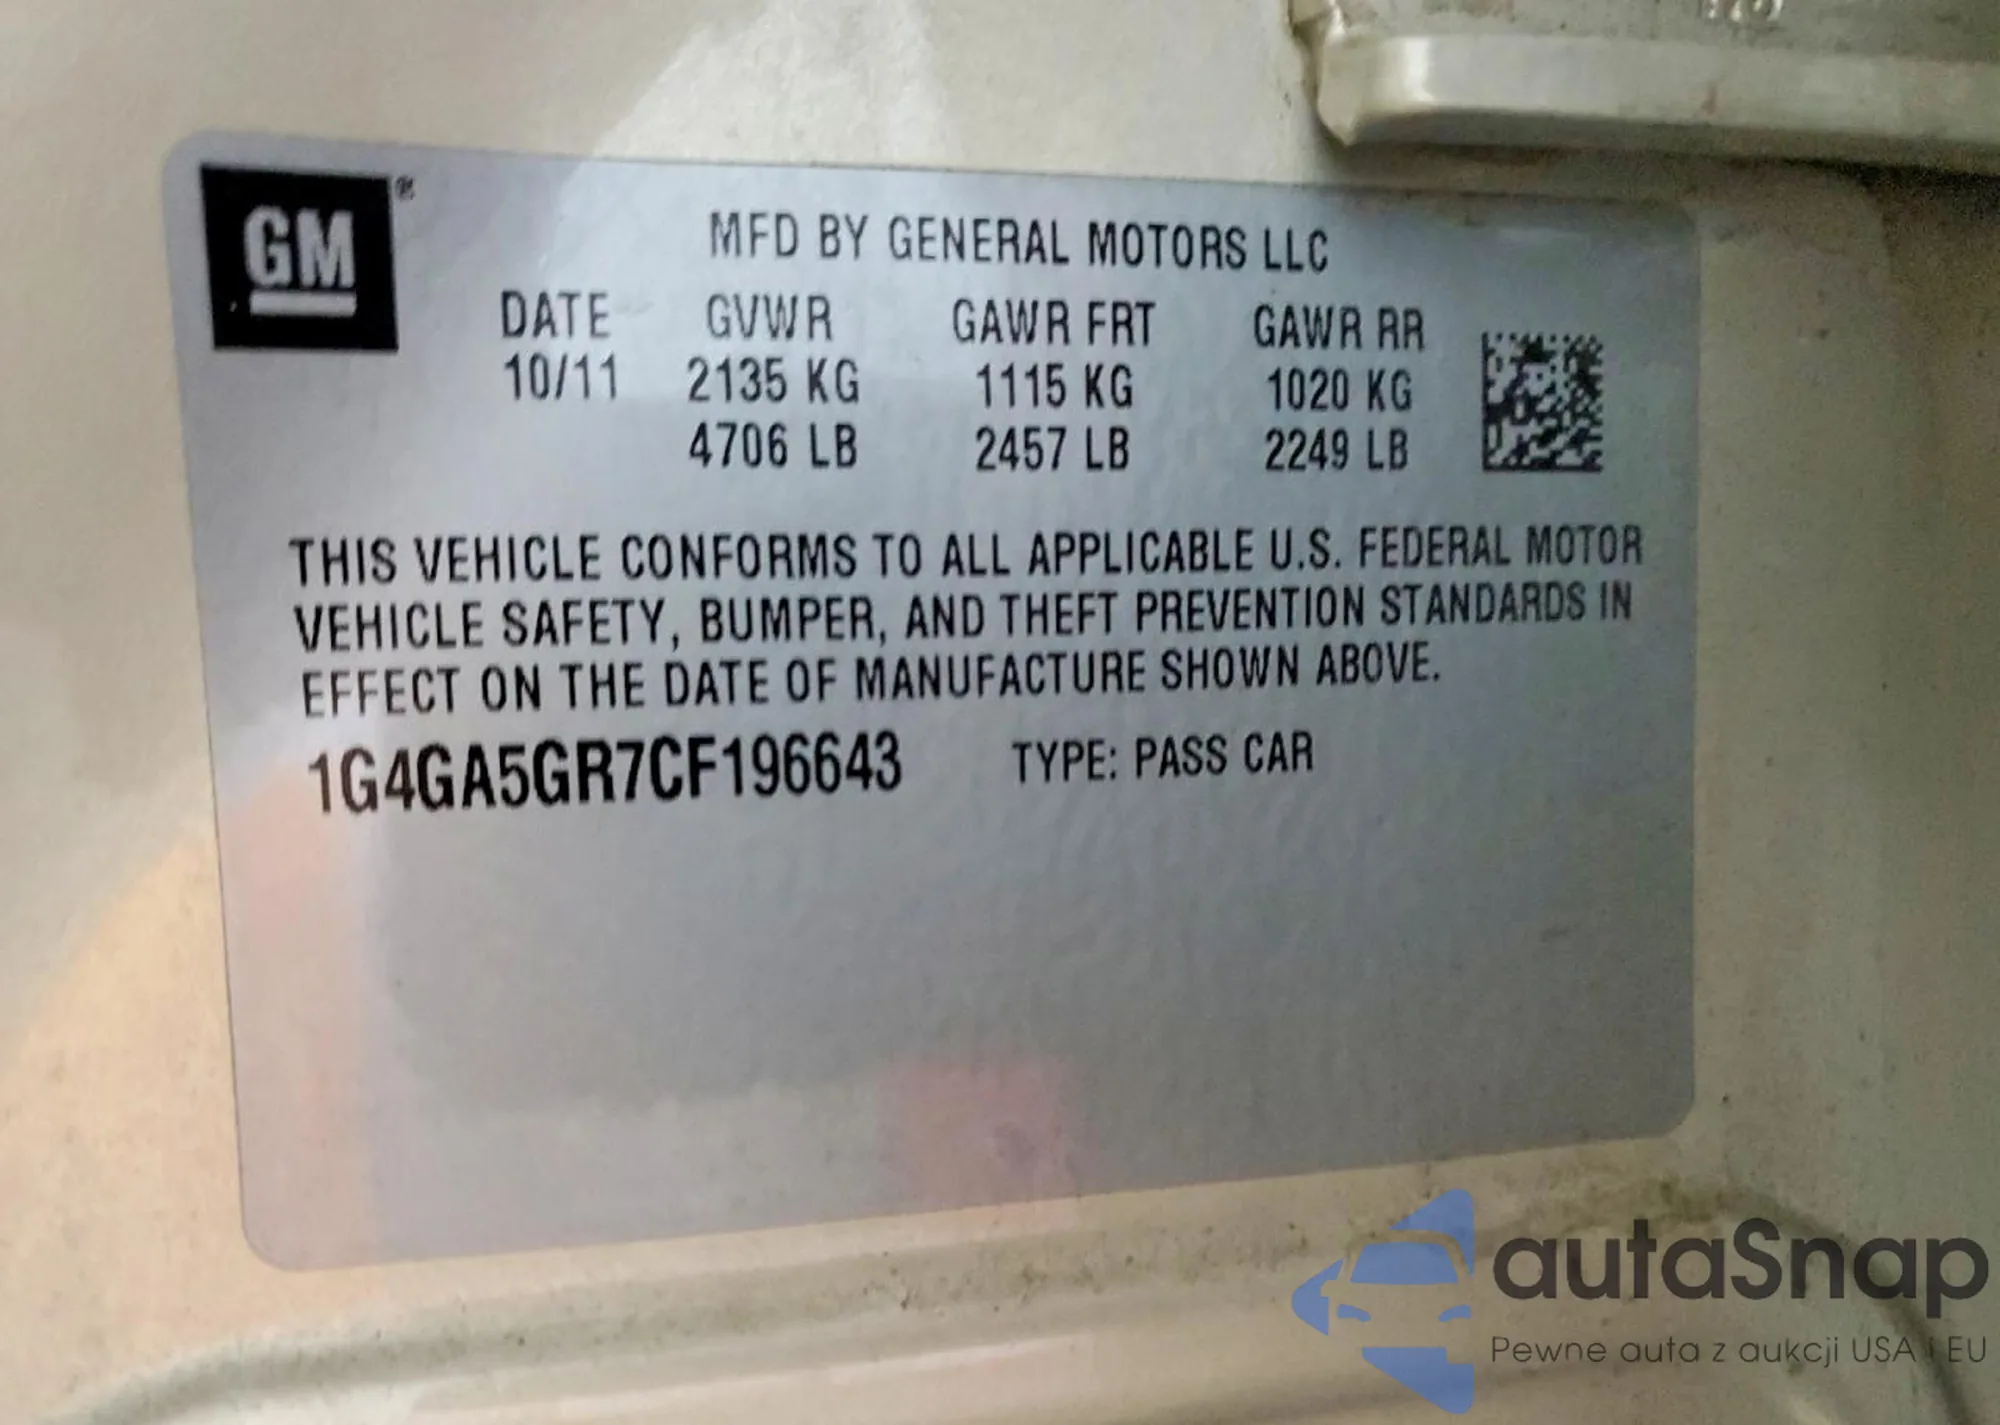 GM®
MFD BY GENERAL MOTORS LLC
DATE GVWR GAWR FRT GAWR RR
10/11 2135 KG 1115 KG 1020 KG
4706 LB 2457 LB 2249 LB
THIS VEHICLE CONFORMS TO ALL APPLICABLE U.S. FEDERAL MOTOR
VEHICLE SAFETY, BUMPER, AND THEFT PREVENTION STANDARDS IN
EFFECT ON THE DATE OF MANUFACTURE SHOWN ABOVE.
1G4GA5GR7CF196643 TYPE: PASS CAR
autaSnap
Pewne auta z aukcji USA i EU